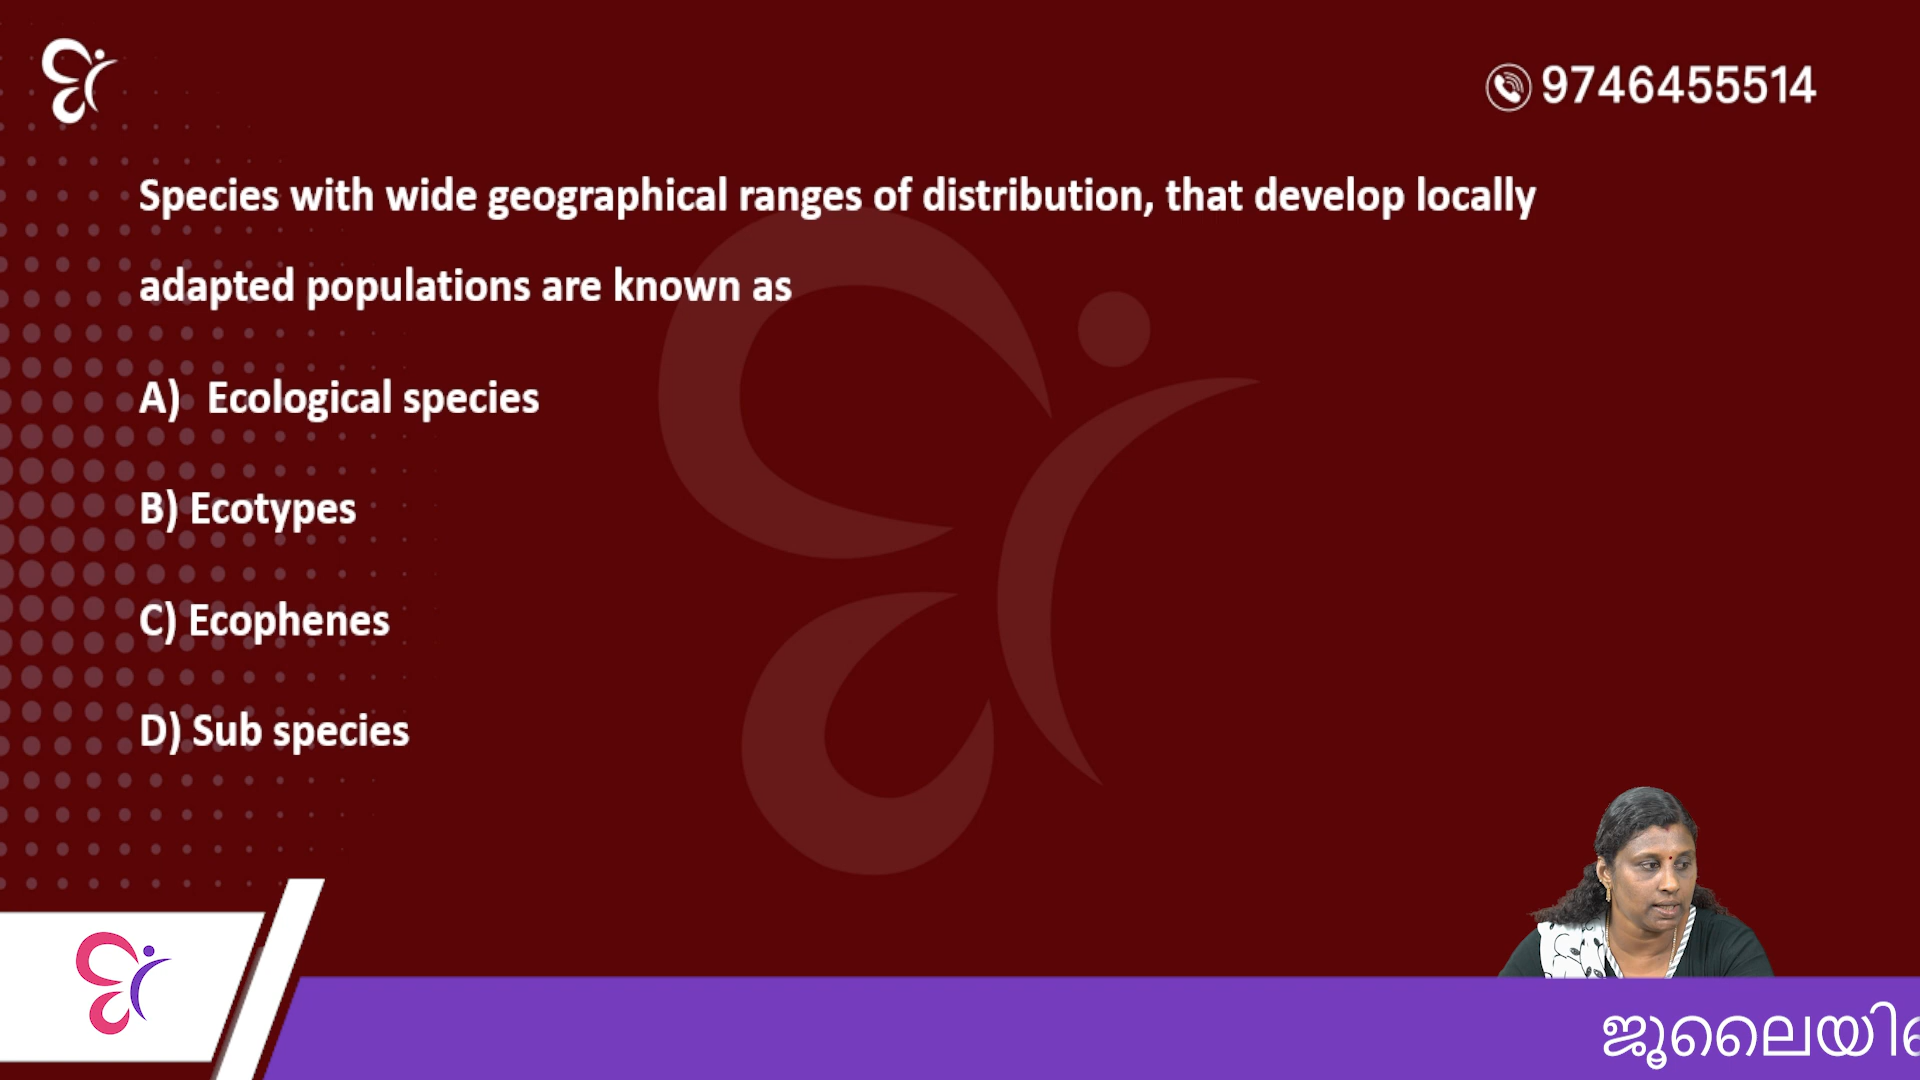 9746455514
Species with wide geographical ranges of distribution, that develop locally
adapted populations are known as
A) Ecological species
B) Ecotypes
C) Ecophenes
D) Sub species